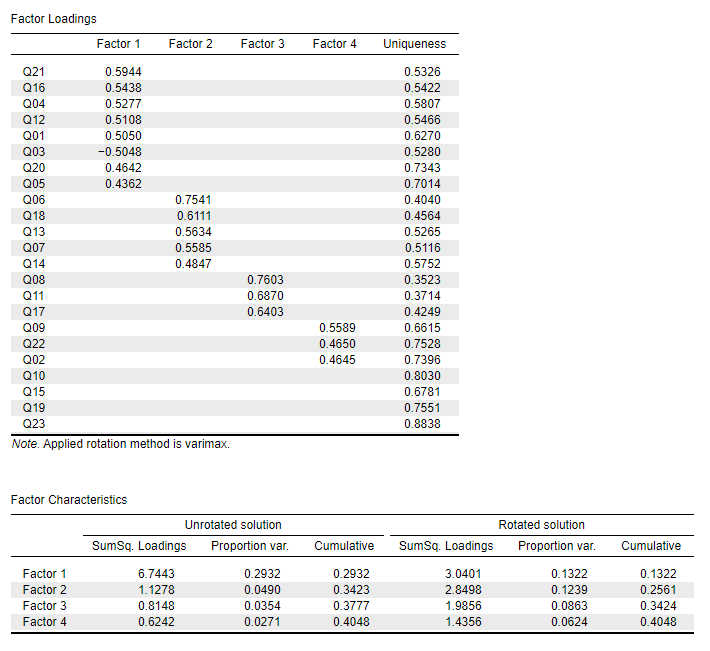 Factor Loadings
Factor 1 Factor 2 Factor 3 Factor 4 Uniqueness
Q21 0.5944 0.5326
Q16 0.5438 0.5422
Q04 0.5277 0.5807
Q12 0.5108 0.5466
Q01 0.5050 0.6270
Q03 −0.5048 0.5280
Q20 0.4642 0.7343
Q05 0.4362 0.7014
Q06 0.7541 0.4040
Q18 0.6111 0.4564
Q13 0.5634 0.5265
Q07 0.5585 0.5116
Q14 0.4847 0.5752
Q08 0.7603 0.3523
Q11 0.6870 0.3714
Q17 0.6403 0.4249
Q09 0.5589 0.6615
Q22 0.4650 0.7528
Q02 0.4645 0.7396
Q10 0.8030
Q15 0.6781
Q19 0.7551
Q23 0.8838
Note. Applied rotation method is varimax.
Factor Characteristics
Unrotated solution Rotated solution
SumSq. Loadings Proportion var. Cumulative SumSq. Loadings Proportion var. Cumulative
Factor 1 6.7443 0.2932 0.2932 3.0401 0.1322 0.1322
Factor 2 1.1278 0.0490 0.3423 2.8498 0.1239 0.2561
Factor 3 0.8148 0.0354 0.3777 1.9856 0.0863 0.3424
Factor 4 0.6242 0.0271 0.4048 1.4356 0.0624 0.4048